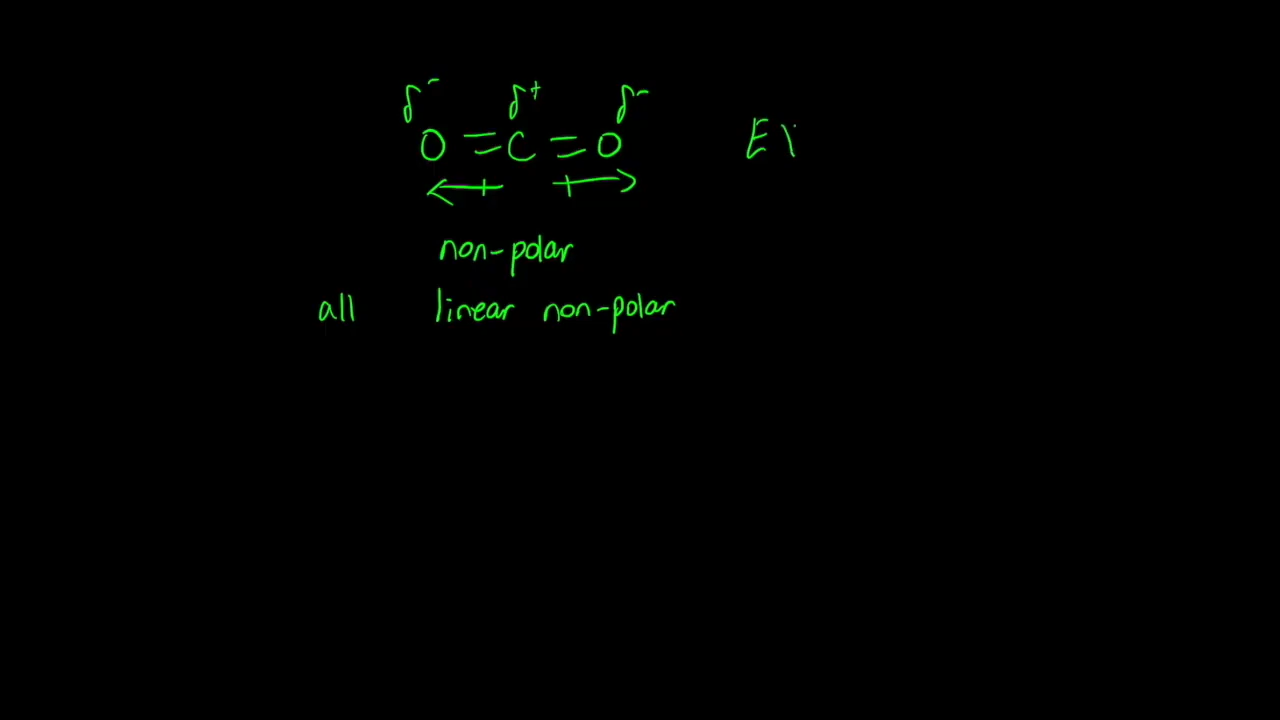 δ⁻ δ⁺ δ⁻
O = C = O
non-polar
all linear non-polar